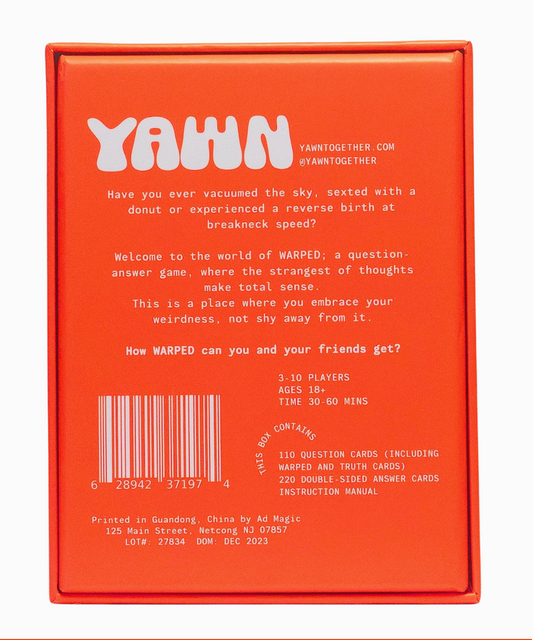 YAWN
YAWNTOGETHER.COM
@YAWNTOGETHER
Have you ever vacuumed the sky, sexted with a
donut or experienced a reverse birth at
breakneck speed?
Welcome to the world of WARPED; a question-
answer game, where the strangest of thoughts
make total sense.
This is a place where you embrace your
weirdness, not shy away from it.
How WARPED can you and your friends get?
3-10 PLAYERS
AGES 18+
TIME 30-60 MINS
THIS BOX CONTAINS
110 QUESTION CARDS (INCLUDING
WARPED AND TRUTH CARDS)
220 DOUBLE-SIDED ANSWER CARDS
INSTRUCTION MANUAL
6 28942 37197 4
Printed in Guandong, China by Ad Magic
125 Main Street, Netcong NJ 07857
LOT#: 27834 DOM: DEC 2023